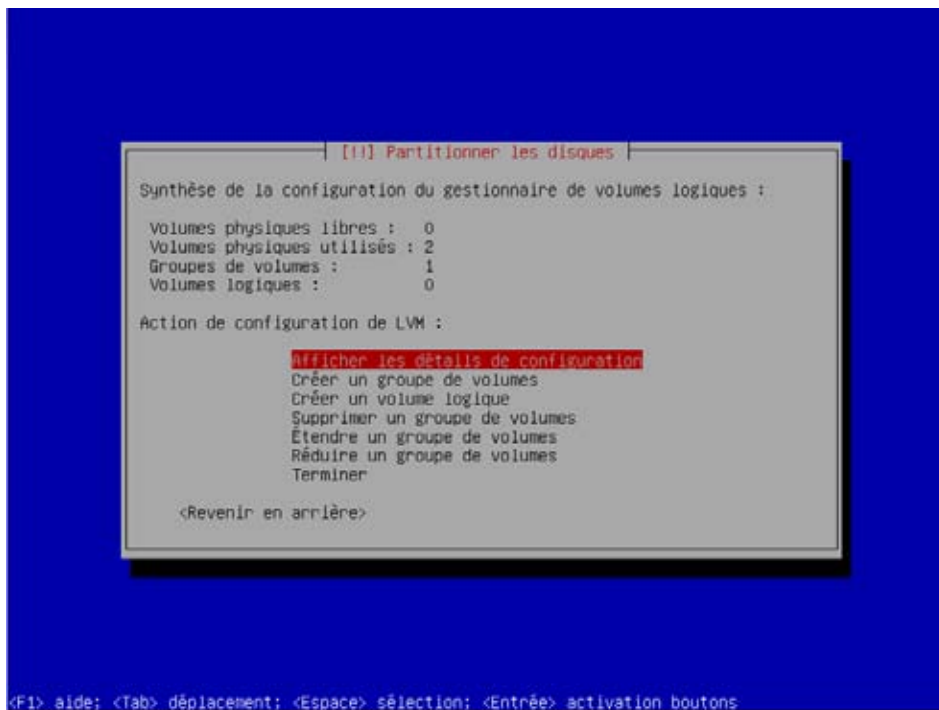 [!!] Partitionner les disques
Synthèse de la configuration du gestionnaire de volumes logiques :
Volumes physiques libres : 0
Volumes physiques utilisés : 2
Groupes de volumes : 1
Volumes logiques : 0
Action de configuration de LVM :
Afficher les détails de configuration
Créer un groupe de volumes
Créer un volume logique
Supprimer un groupe de volumes
Étendre un groupe de volumes
Réduire un groupe de volumes
Terminer
<Revenir en arrière>
<F1> aide; <Tab> déplacement; <Espace> sélection; <Entrée> activation boutons